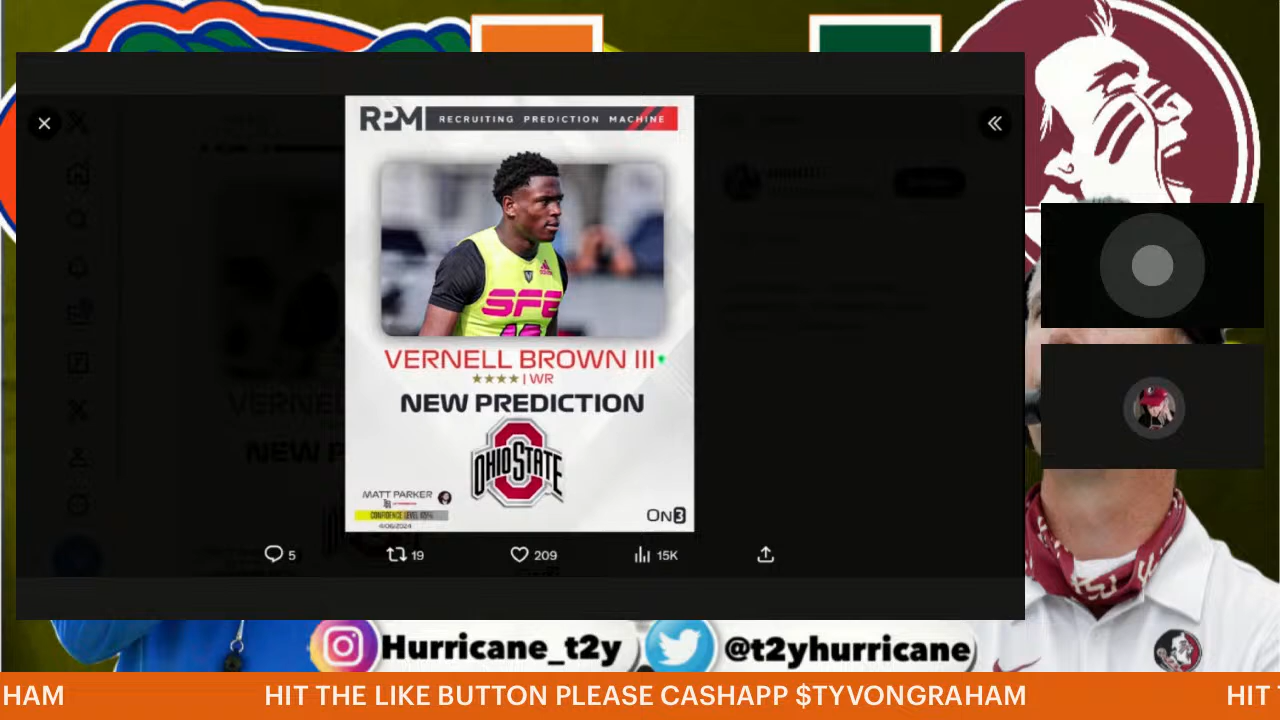 RPM RECRUITING PREDICTION MACHINE
SFE
VERNELL BROWN III
| WR
NEW PREDICTION
OHIO STATE
MATT PARKER
ON3
5
19
209
15K
Hurricane_t2y
@t2yhurricane
HAM HIT THE LIKE BUTTON PLEASE CASHAPP $TYVONGRAHAM HIT